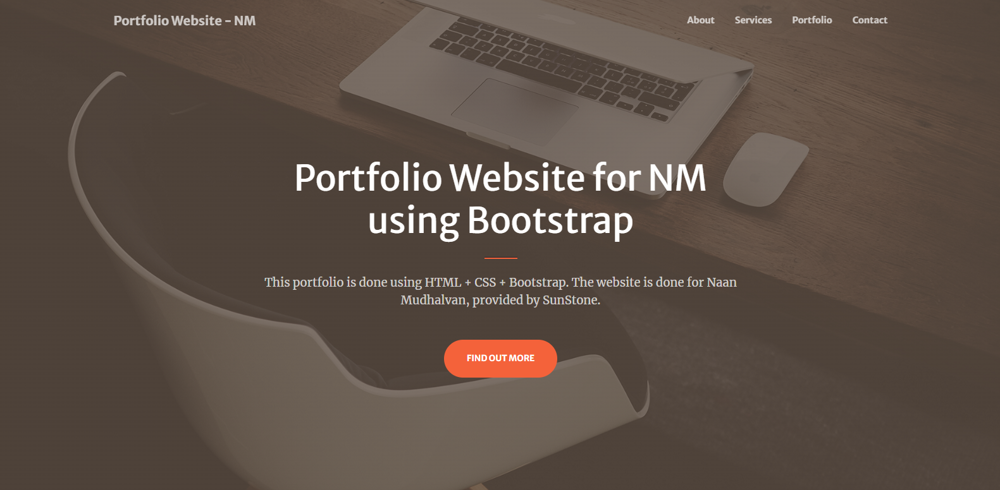 Portfolio Website - NM
About Services Portfolio Contact
Portfolio Website for NM
using Bootstrap
This portfolio is done using HTML + CSS + Bootstrap. The website is done for Naan
Mudhalvan, provided by SunStone.
FIND OUT MORE